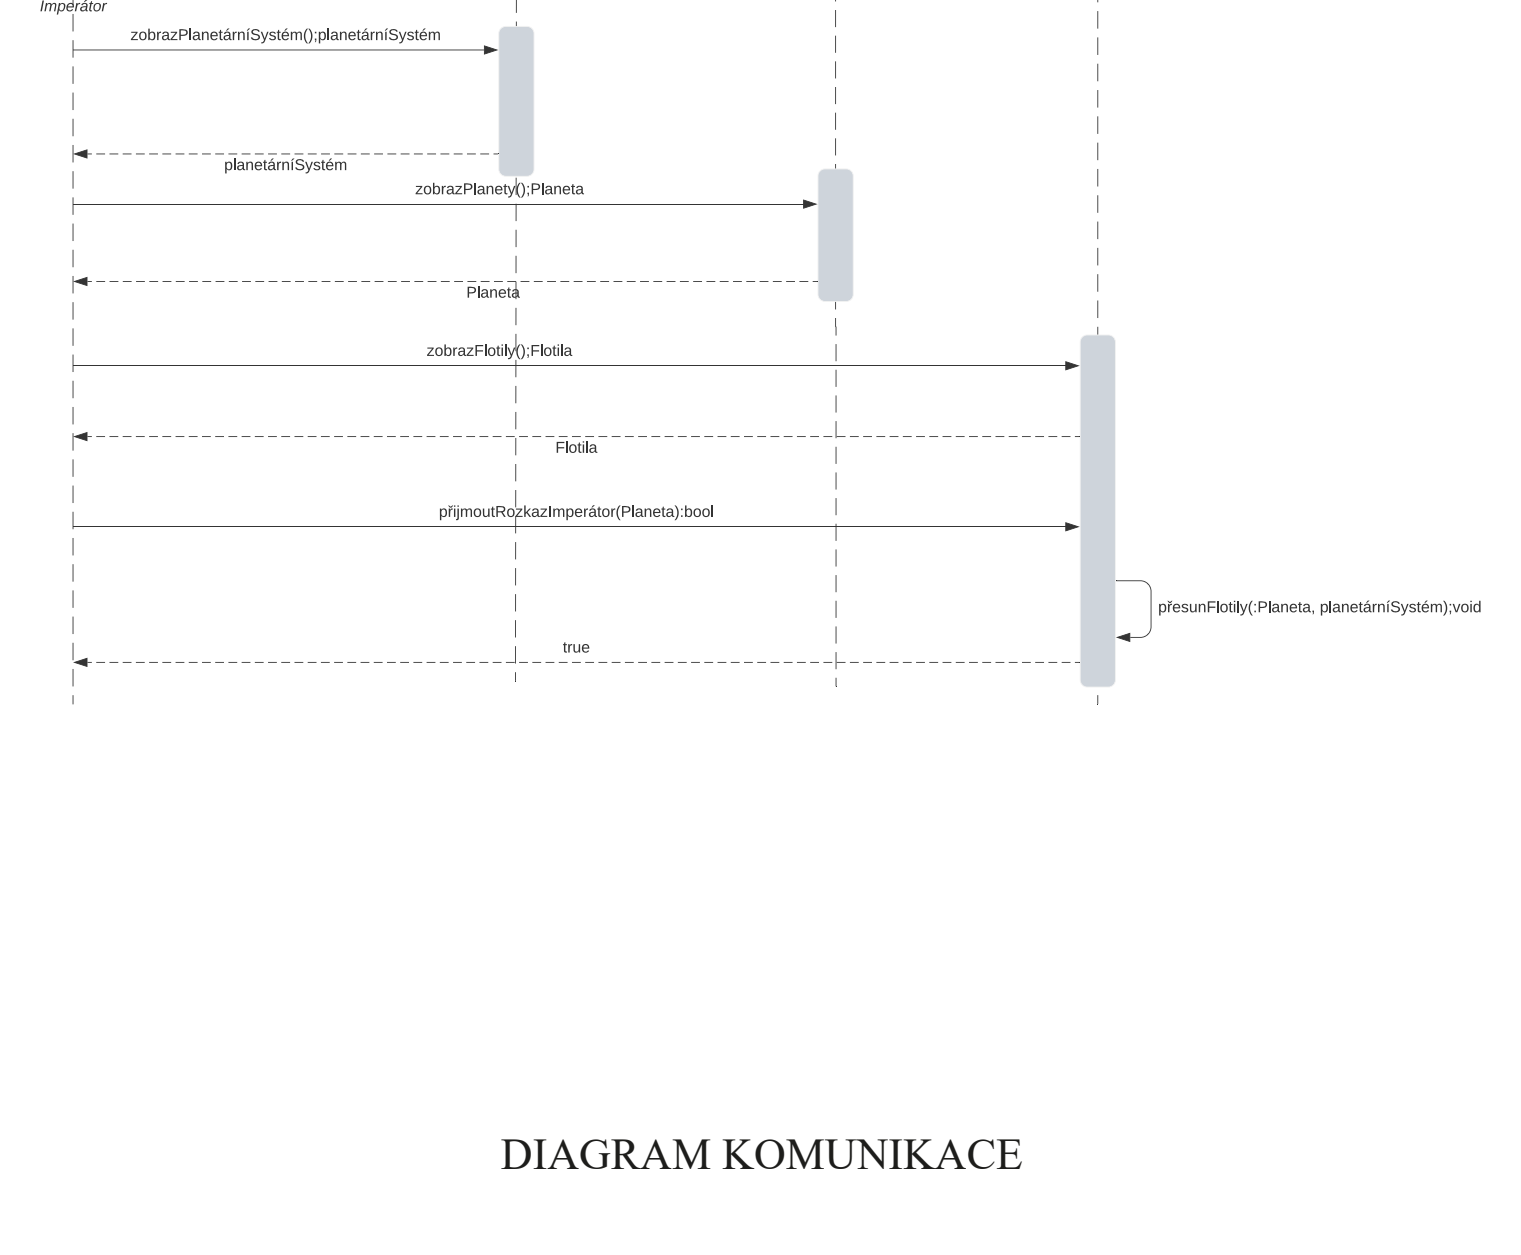 Imperátor
zobrazPlanetárníSystém();planetárníSystém
planetárníSystém
zobrazPlanety();Planeta
Planeta
zobrazFlotily();Flotila
Flotila
přijmoutRozkazImperátor(Planeta):bool
přesunFlotily(:Planeta, planetárníSystém);void
true
DIAGRAM KOMUNIKACE